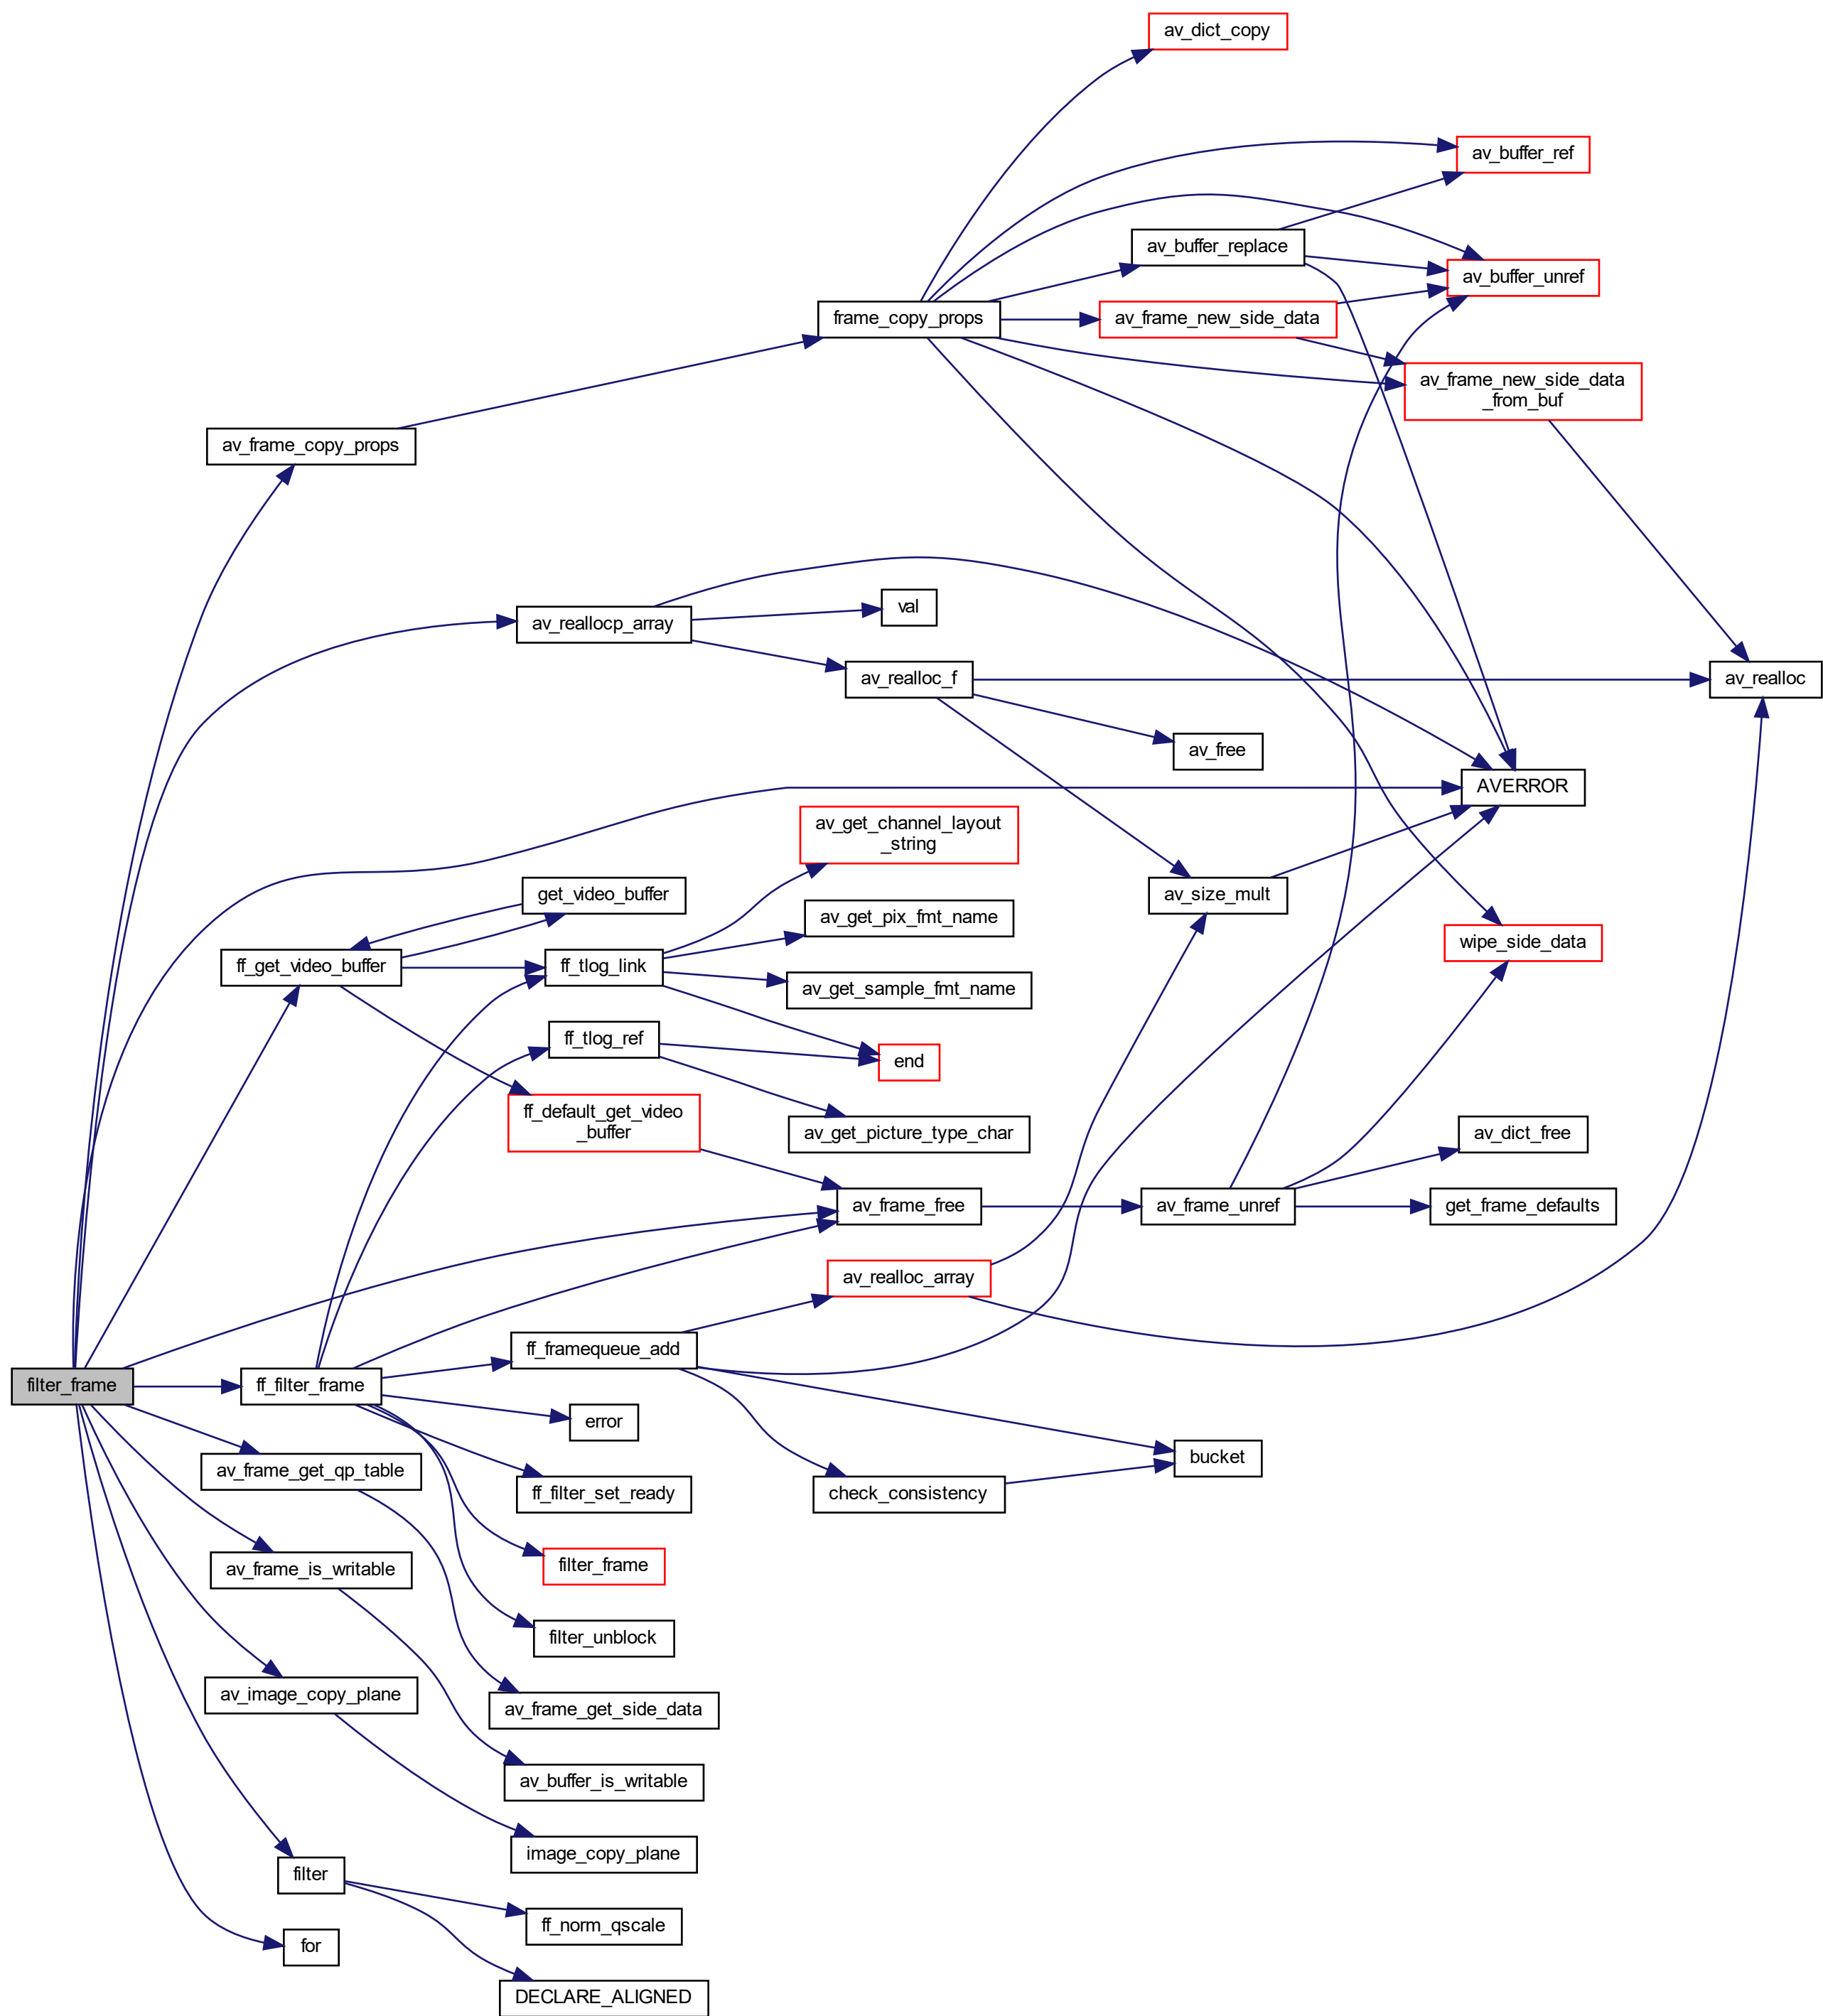 av_dict_copy
av_buffer_ref
av_buffer_replace
av_buffer_unref
frame_copy_props
av_frame_new_side_data
av_frame_new_side_data
_from_buf
av_frame_copy_props
val
av_reallocp_array
av_realloc_f
av_realloc
av_free
AVERROR
av_get_channel_layout
_string
get_video_buffer
av_size_mult
av_get_pix_fmt_name
wipe_side_data
ff_get_video_buffer
ff_tlog_link
av_get_sample_fmt_name
ff_tlog_ref
end
ff_default_get_video
_buffer
av_get_picture_type_char
av_dict_free
av_frame_free
av_frame_unref
get_frame_defaults
av_realloc_array
ff_framequeue_add
filter_frame
ff_filter_frame
error
bucket
av_frame_get_qp_table
ff_filter_set_ready
check_consistency
av_frame_is_writable
filter_frame
filter_unblock
av_image_copy_plane
av_frame_get_side_data
av_buffer_is_writable
image_copy_plane
filter
ff_norm_qscale
for
DECLARE_ALIGNED